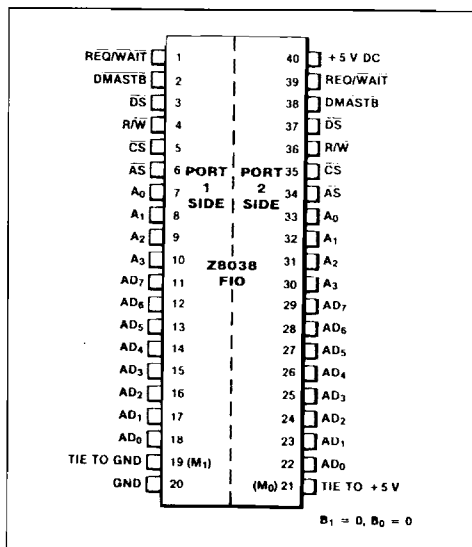 REQ/WAIT 1 40 +5 V DC
DMASTB 2 39 REQ/WAIT
DS 3 38 DMASTB
R/W 4 37 DS
CS 5 36 R/W
AS 6 PORT PORT 35 CS
A0 7 1 2 34 AS
A1 8 SIDE SIDE 33 A0
A2 9 32 A1
A3 10 31 A2
Z8038
FIO
AD7 11 30 A3
AD6 12 29 AD7
AD5 13 28 AD6
AD4 14 27 AD5
AD3 15 26 AD4
AD2 16 25 AD3
AD1 17 24 AD2
AD0 18 23 AD1
TIE TO GND 19 (M1) 22 AD0
GND 20 (M0) 21 TIE TO +5 V
B1 = 0, B0 = 0